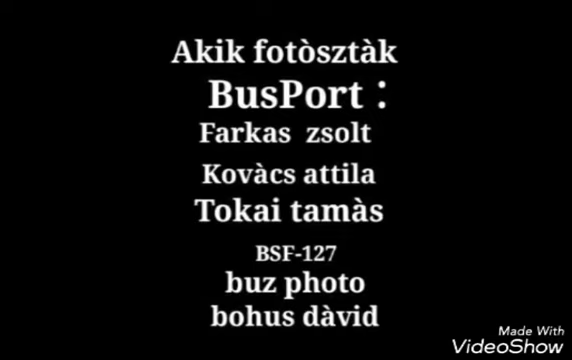 Akik fotòsztàk
BusPort :
Farkas zsolt
Kovàcs attila
Tokai tamàs
BSF-127
buz photo
bohus dàvid
Made With
VideoShow